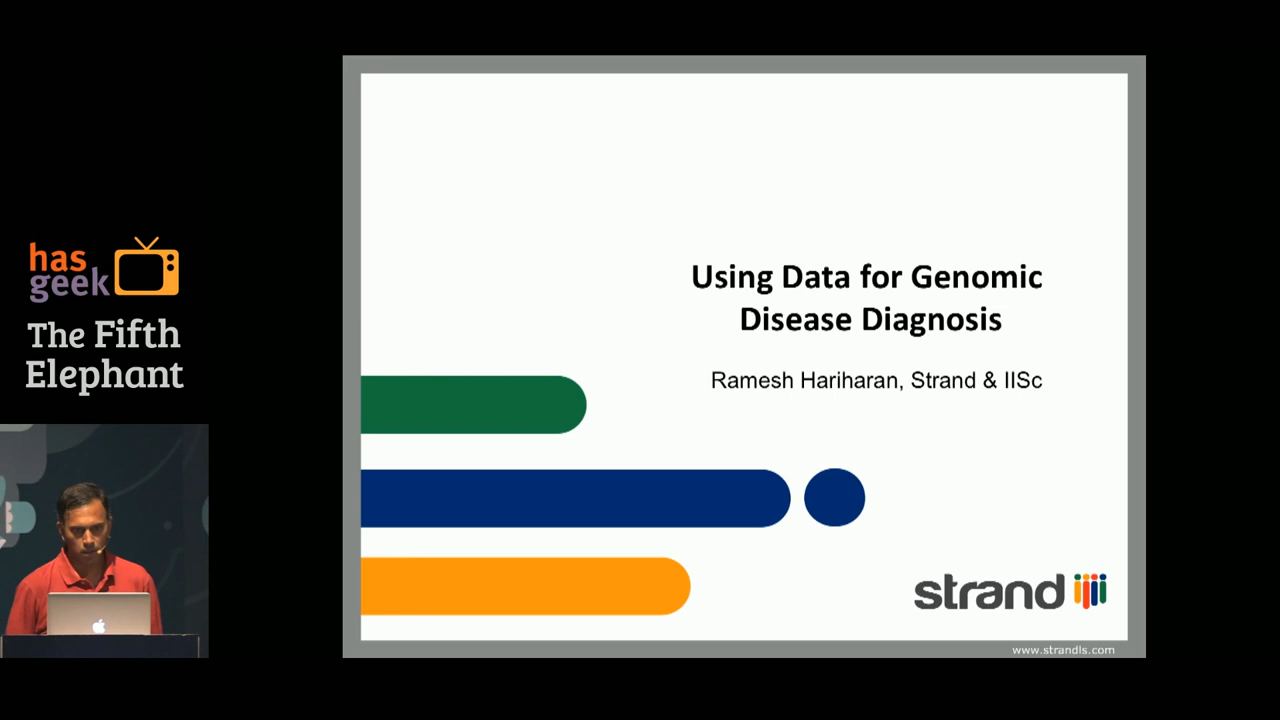 has
geek
The Fifth
Elephant
Using Data for Genomic
Disease Diagnosis
Ramesh Hariharan, Strand & IISc
strand
www.strandls.com